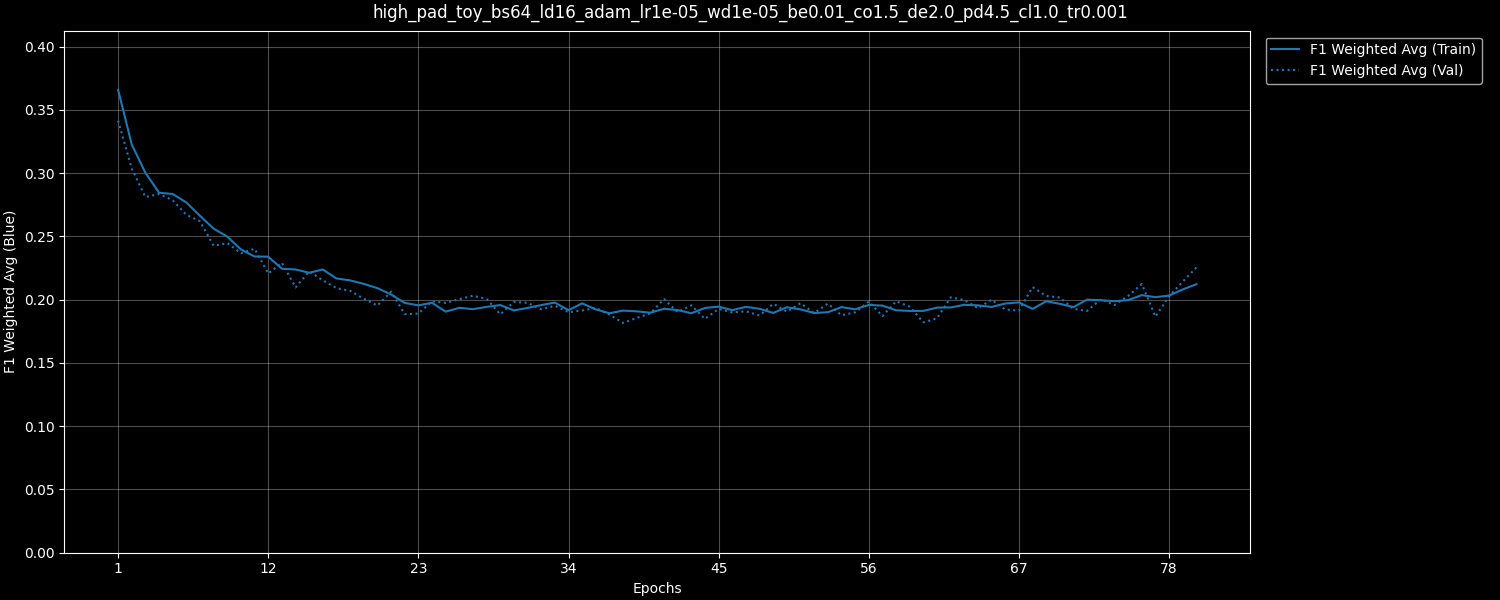 high_pad_toy_bs64_ld16_adam_lr1e-05_wd1e-05_be0.01_co1.5_de2.0_pd4.5_cl1.0_tr0.001
F1 Weighted Avg (Train)
F1 Weighted Avg (Val)
F1 Weighted Avg (Blue)
0.40
0.35
0.30
0.25
0.20
0.15
0.10
0.05
0.00
1 12 23 34 45 56 67 78
Epochs